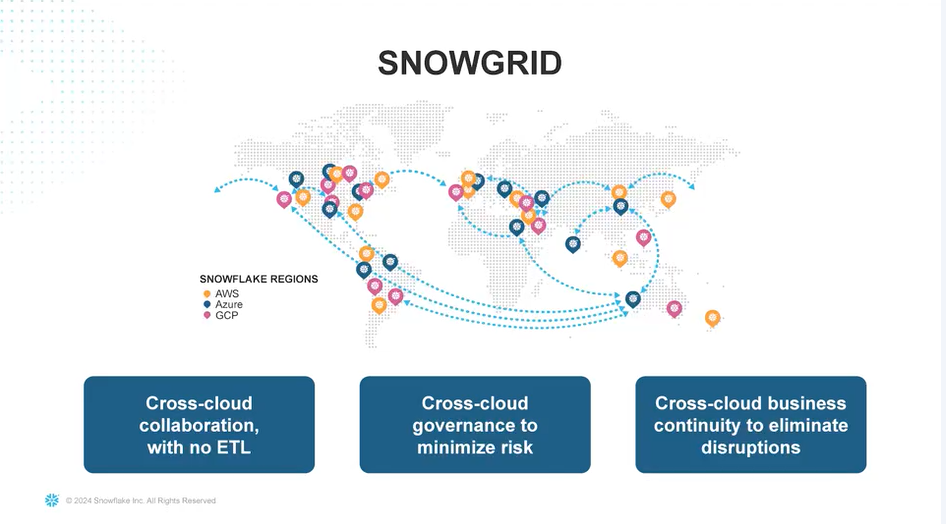 SNOWGRID
SNOWFLAKE REGIONS
AWS
Azure
GCP
Cross-cloud
collaboration,
with no ETL
Cross-cloud
governance to
minimize risk
Cross-cloud business
continuity to eliminate
disruptions
© 2024 Snowflake Inc. All Rights Reserved